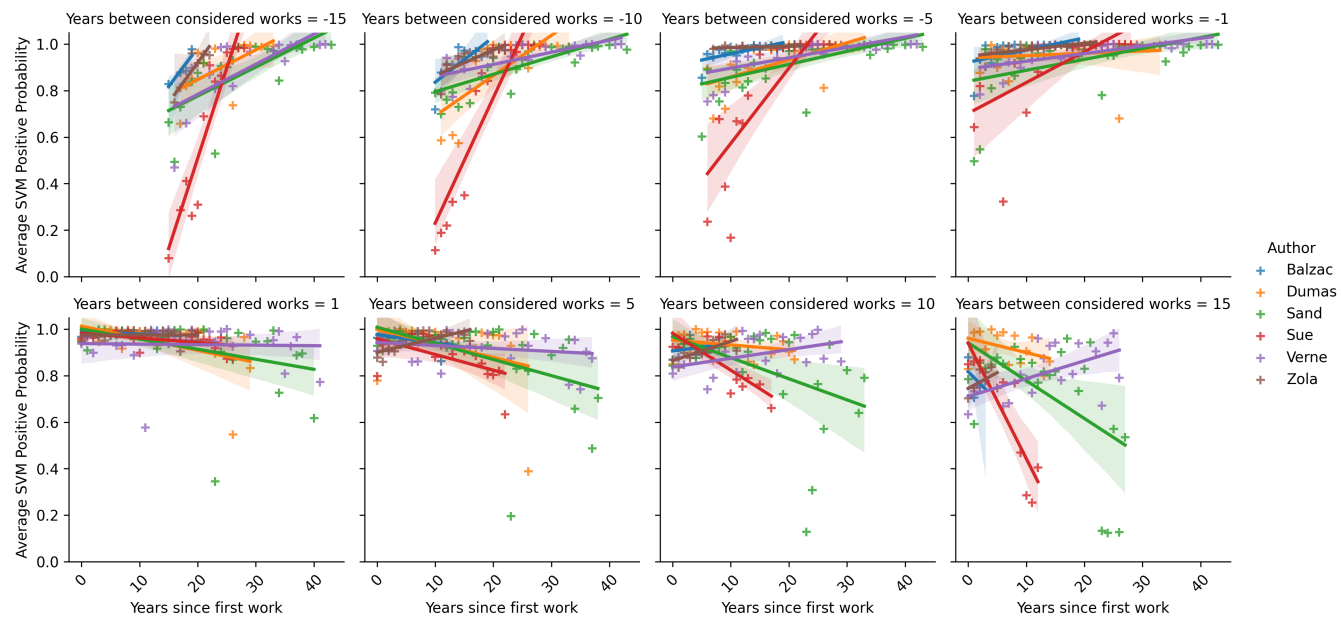 Years between considered works = -15
Years between considered works = -10
Years between considered works = -5
Years between considered works = -1
Average SVM Positive Probability
1.0
0.8
0.6
0.4
0.2
0.0
Author
Balzac
Dumas
Sand
Sue
Verne
Zola
Years between considered works = 1
Years between considered works = 5
Years between considered works = 10
Years between considered works = 15
Average SVM Positive Probability
1.0
0.8
0.6
0.4
0.2
0.0
0 10 20 30 40
0 10 20 30 40
0 10 20 30 40
0 10 20 30 40
Years since first work
Years since first work
Years since first work
Years since first work